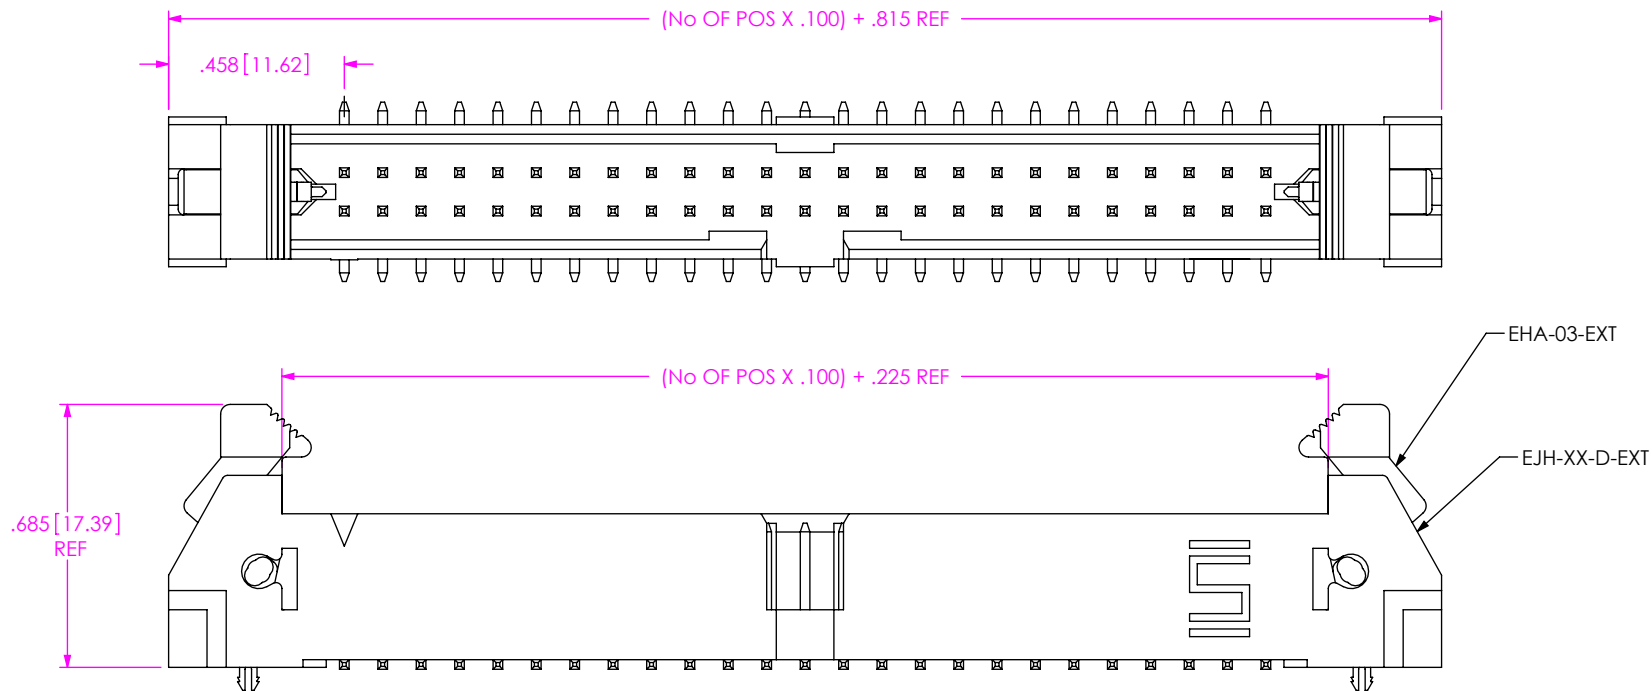 (No OF POS X .100) + .815 REF
.458[11.62]
EHA-03-EXT
(No OF POS X .100) + .225 REF
EJH-XX-D-EXT
.685[17.39]
REF